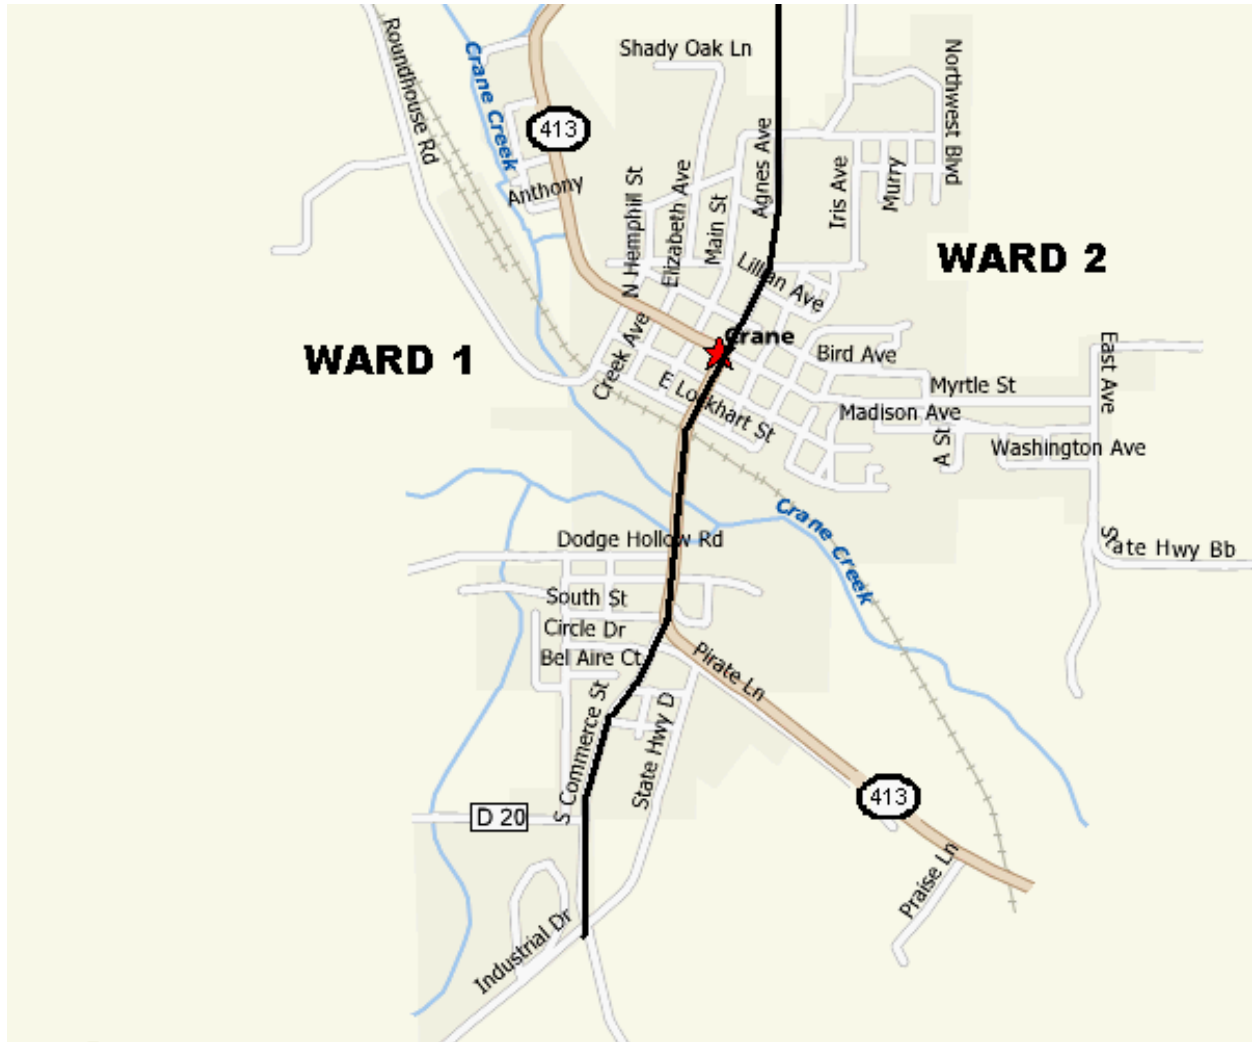 Roundhouse Rd
Crane Creek
413
Shady Oak Ln
Northwest Blvd
Anthony
N Hemphill St
Elizabeth Ave
Main St
Agnes Ave
Iris Ave
Murry
WARD 2
Lillian Ave
WARD 1
Creek Ave
Crane
Bird Ave
East Ave
E Lockhart St
Myrtle St
Madison Ave
A St
Washington Ave
Crane Creek
State Hwy Bb
Dodge Hollow Rd
South St
Circle Dr
Bel Aire Ct
Pirate Ln
S Commerce St
State Hwy D
413
D 20
Praise Ln
Industrial Dr